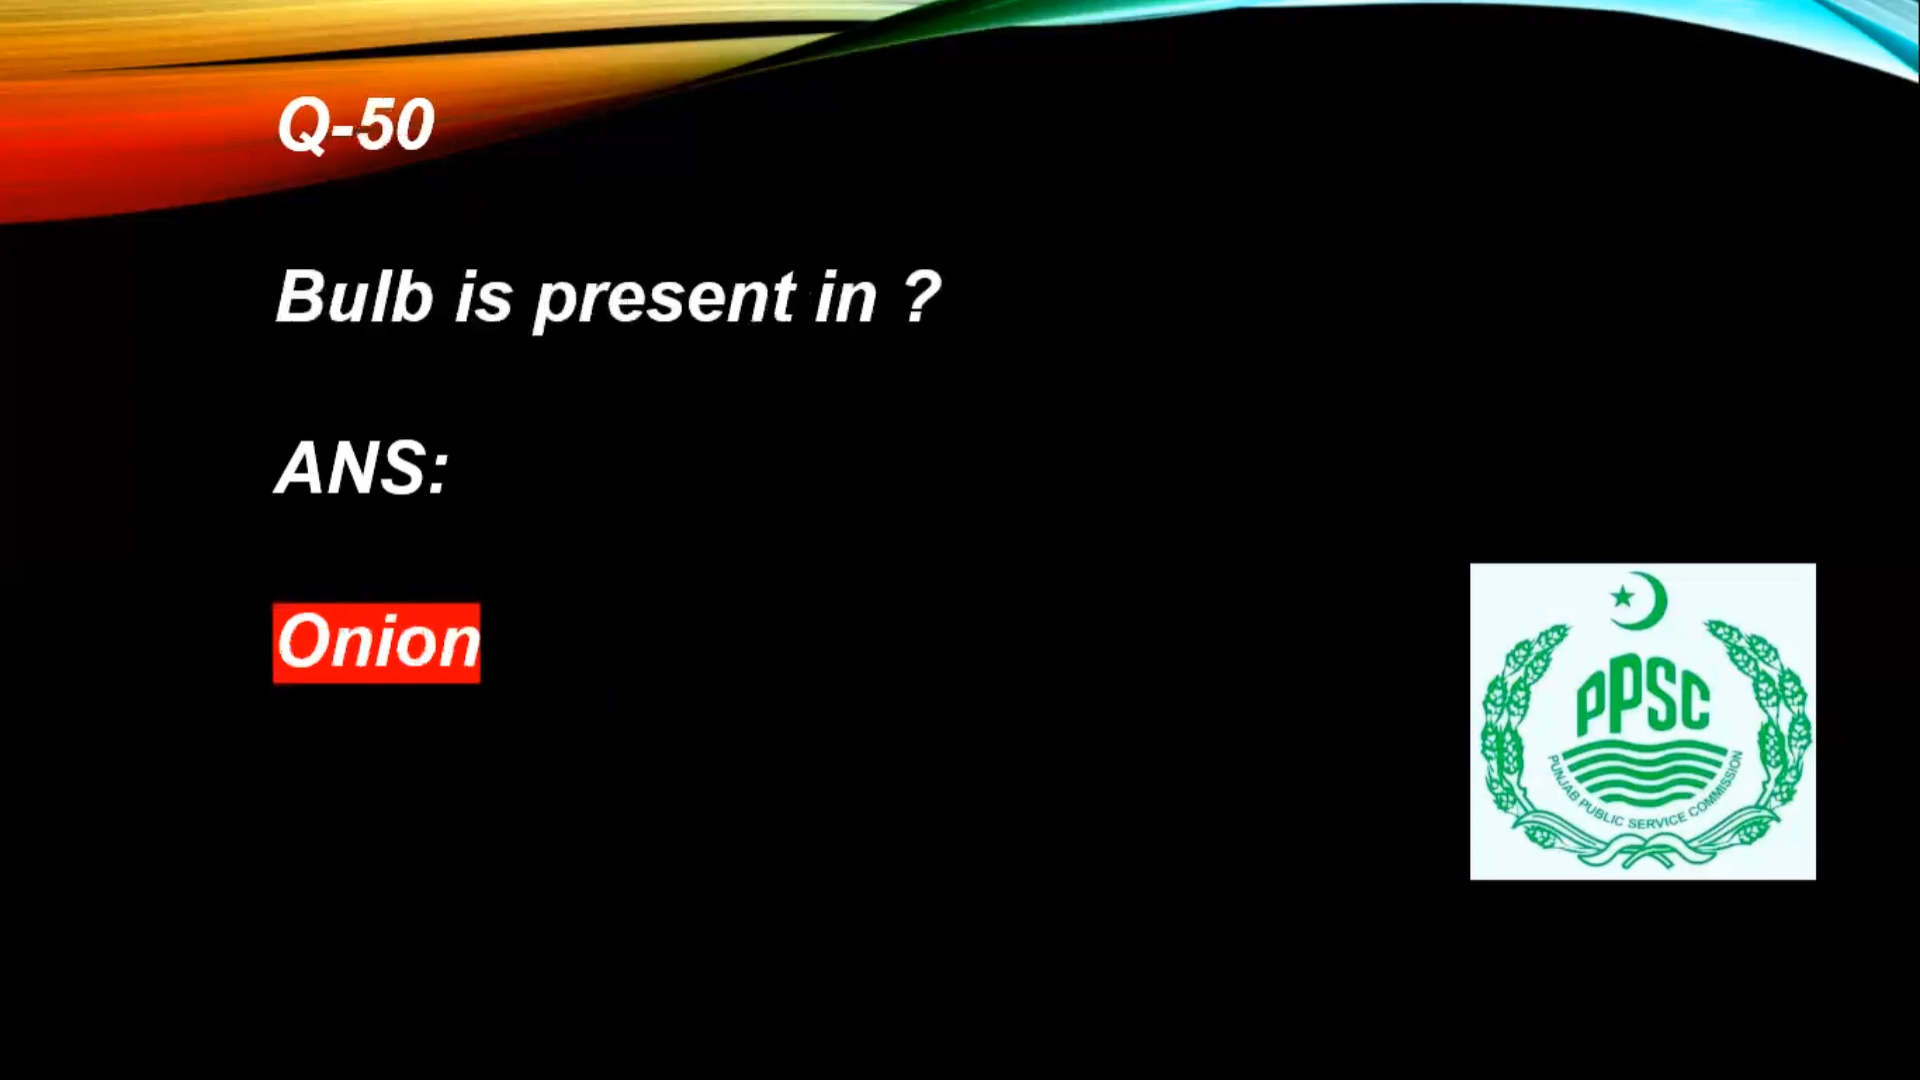 Q-50
Bulb is present in ?
ANS:
Onion
PPSC
PUNJAB PUBLIC SERVICE COMMISSION